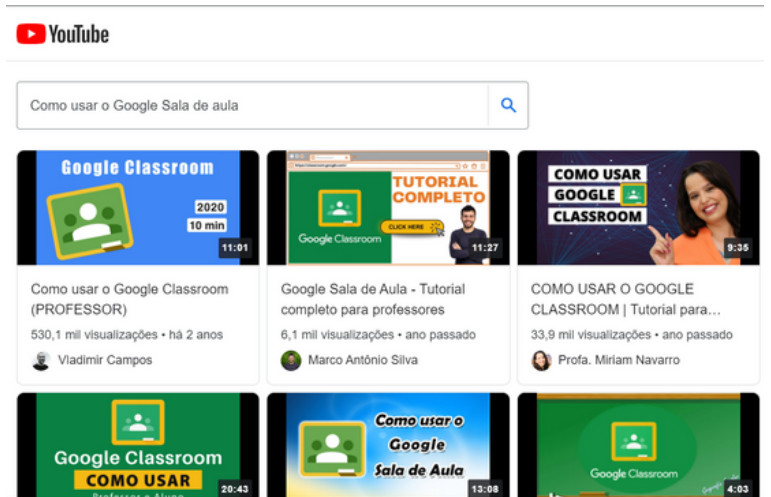 YouTube
Como usar o Google Sala de aula
Google Classroom
2020
10 min
11:01
TUTORIAL
COMPLETO
CLICK HERE
Google Classroom
11:27
COMO USAR
GOOGLE
CLASSROOM
9:35
Como usar o Google Classroom
(PROFESSOR)
530,1 mil visualizações • há 2 anos
Vladimir Campos
Google Sala de Aula - Tutorial
completo para professores
6,1 mil visualizações • ano passado
Marco Antônio Silva
COMO USAR O GOOGLE
CLASSROOM | Tutorial para...
33,9 mil visualizações • ano passado
Profa. Miriam Navarro
Google Classroom
COMO USAR
Professor e Aluno
20:43
Como usar o
Google
Sala de Aula
13:08
Google Classroom
4:03